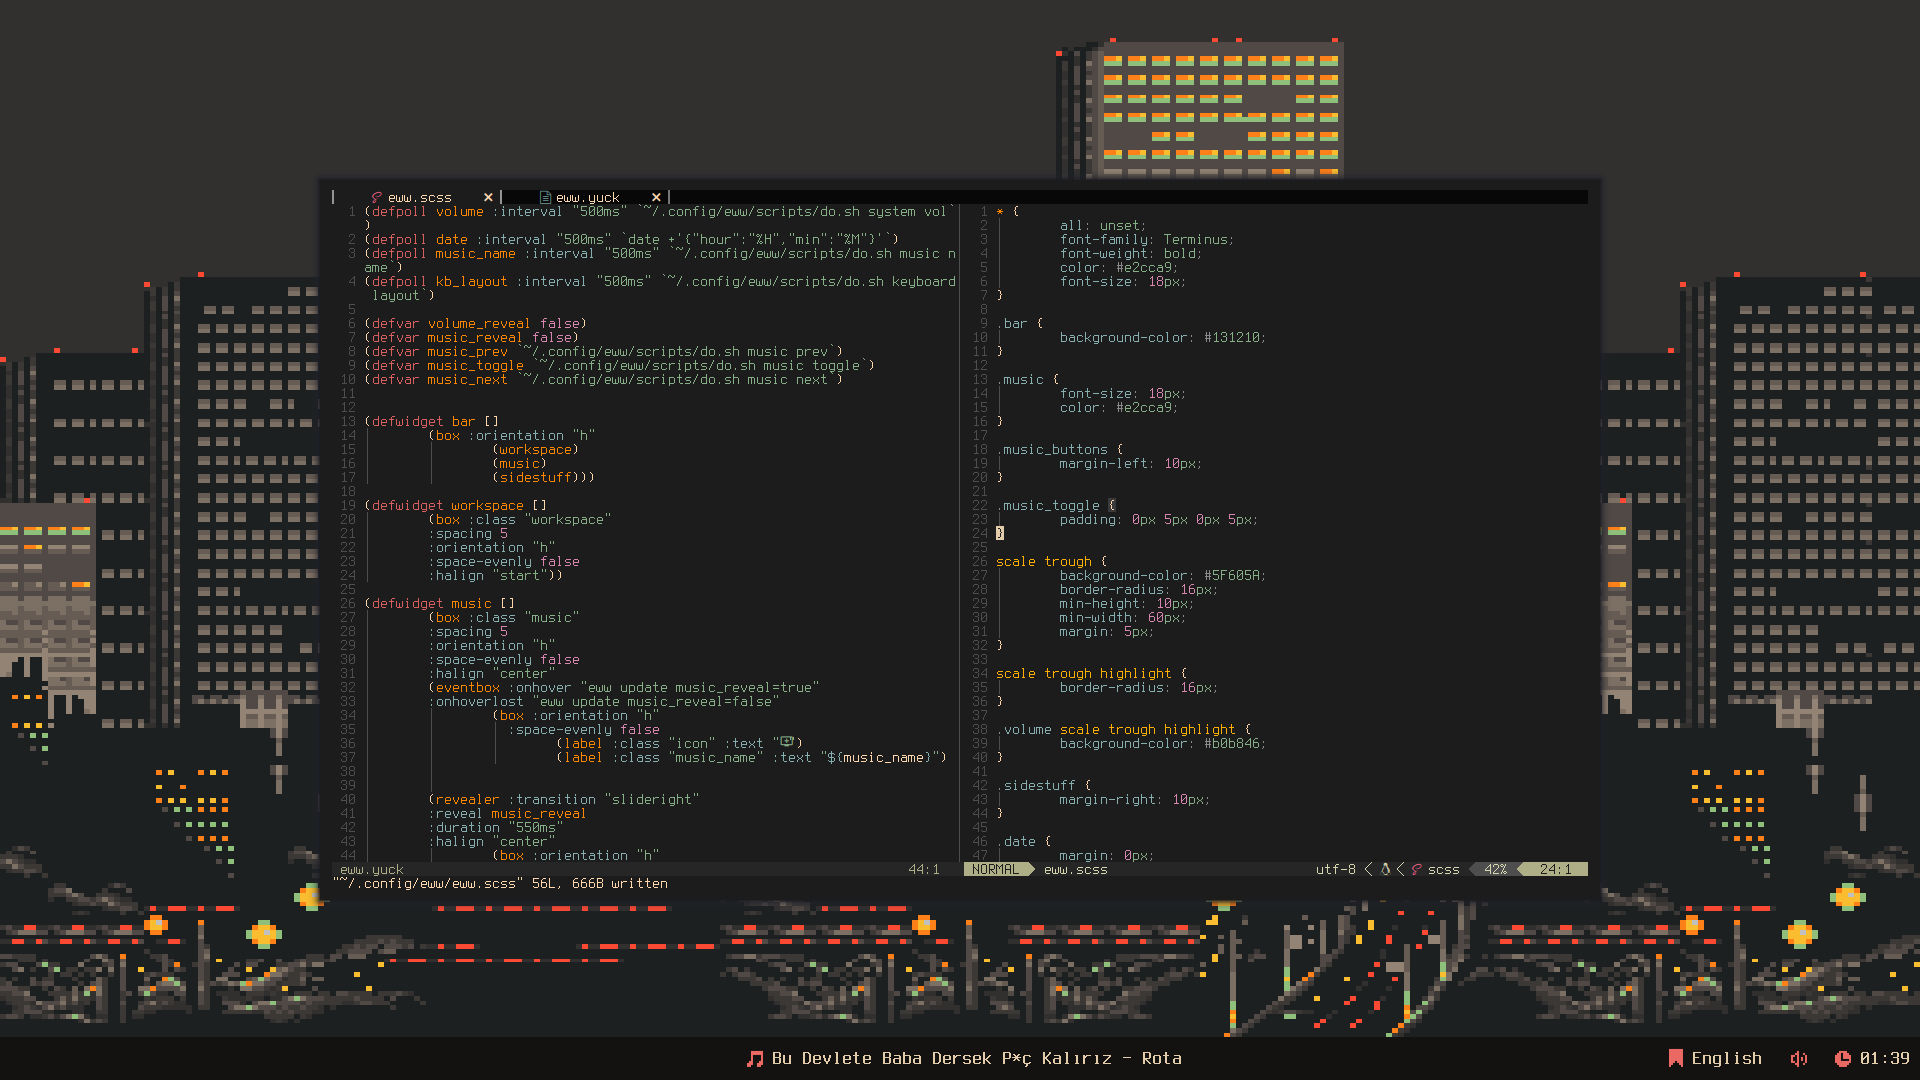 eww.scss × eww.yuck ×
1 (defpoll volume :interval "500ms" `~/.config/eww/scripts/do.sh system vol`
)
2 (defpoll date :interval "500ms" `date +'{"hour":"%H","min":"%M"}'`)
3 (defpoll music_name :interval "500ms" `~/.config/eww/scripts/do.sh music n
ame`)
4 (defpoll kb_layout :interval "500ms" `~/.config/eww/scripts/do.sh keyboard
layout`)
5
6 (defvar volume_reveal false)
7 (defvar music_reveal false)
8 (defvar music_prev `~/.config/eww/scripts/do.sh music prev`)
9 (defvar music_toggle `~/.config/eww/scripts/do.sh music toggle`)
10 (defvar music_next `~/.config/eww/scripts/do.sh music next`)
11
12
13 (defwidget bar []
14 (box :orientation "h"
15 (workspace)
16 (music)
17 (sidestuff)))
18
19 (defwidget workspace []
20 (box :class "workspace"
21 :spacing 5
22 :orientation "h"
23 :space-evenly false
24 :halign "start"))
25
26 (defwidget music []
27 (box :class "music"
28 :spacing 5
29 :orientation "h"
30 :space-evenly false
31 :halign "center"
32 (eventbox :onhover "eww update music_reveal=true"
33 :onhoverlost "eww update music_reveal=false"
34 (box :orientation "h"
35 :space-evenly false
36 (label :class "icon" :text ")
37 (label :class "music_name" :text "${music_name}")
38
39
40 (revealer :transition "slideright"
41 :reveal music_reveal
42 :duration "550ms"
43 :halign "center"
44 (box :orientation "h"
eww.yuck 44:1
1 * {
2 all: unset;
3 font-family: Terminus;
4 font-weight: bold;
5 color: #e2cca9;
6 font-size: 18px;
7 }
8
9 .bar {
10 background-color: #131210;
11 }
12
13 .music {
14 font-size: 18px;
15 color: #e2cca9;
16 }
17
18 .music_buttons {
19 margin-left: 10px;
20 }
21
22 .music_toggle {
23 padding: 0px 5px 0px 5px;
24 }
25
26 scale trough {
27 background-color: #5F605A;
28 border-radius: 16px;
29 min-height: 10px;
30 min-width: 60px;
31 margin: 5px;
32 }
33
34 scale trough highlight {
35 border-radius: 16px;
36 }
37
38 .volume scale trough highlight {
39 background-color: #b0b846;
40 }
41
42 .sidestuff {
43 margin-right: 10px;
44 }
45
46 .date {
47 margin: 0px;
NORMAL eww.scss utf-8 < < scss 42% 24:1
"~/.config/eww/eww.scss" 56L, 666B written
Bu Devlete Baba Dersek P*ç Kalırız - Rota
English 01:39